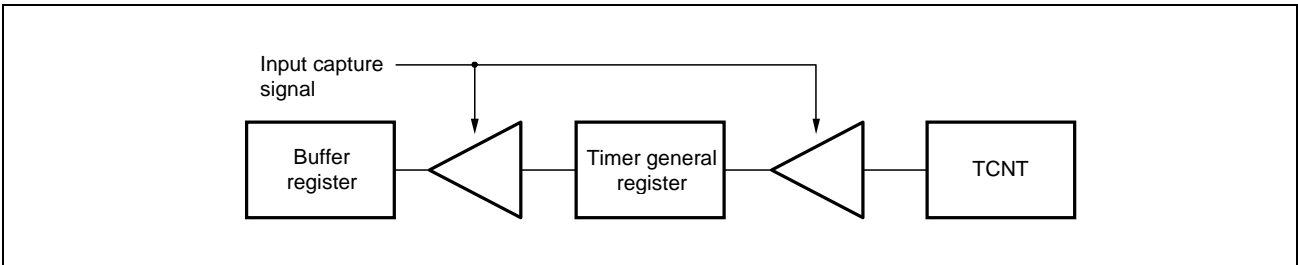 Input capture
signal
Buffer
register
Timer general
register
TCNT